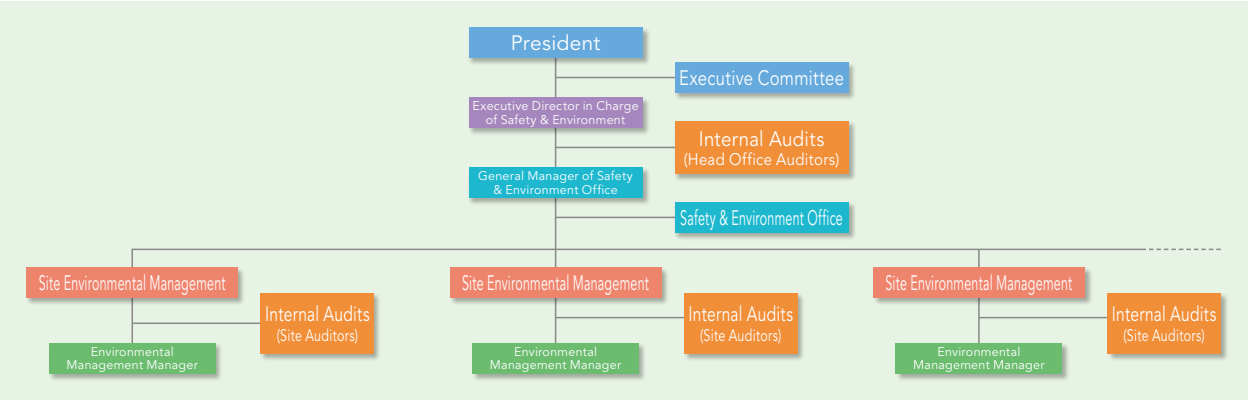 President
Executive Committee
Executive Director in Charge
of Safety & Environment
Internal Audits
(Head Office Auditors)
General Manager of Safety
& Environment Office
Safety & Environment Office
Site Environmental Management
Internal Audits
(Site Auditors)
Environmental
Management Manager
Site Environmental Management
Internal Audits
(Site Auditors)
Environmental
Management Manager
Site Environmental Management
Internal Audits
(Site Auditors)
Environmental
Management Manager